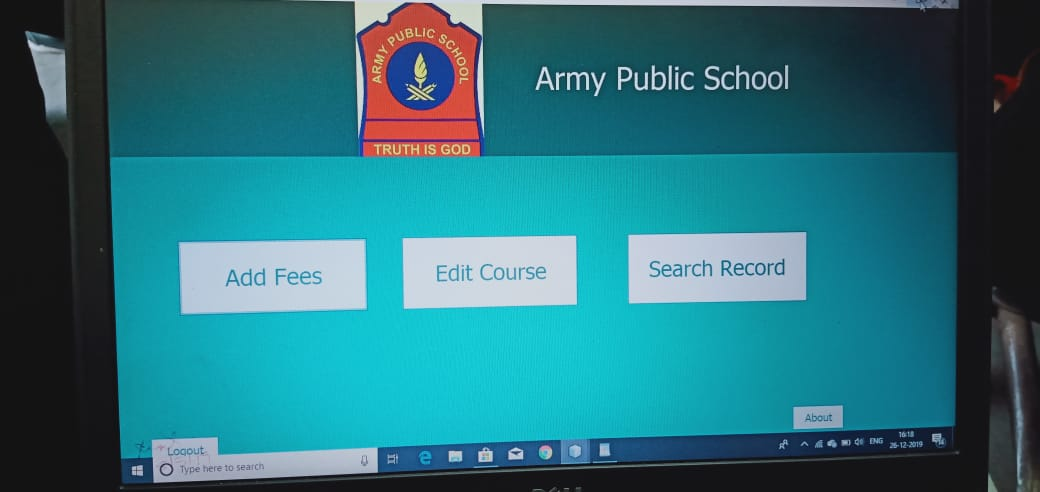 ARMY PUBLIC SCHOOL
TRUTH IS GOD
Army Public School
Add Fees
Edit Course
Search Record
About
Logout
Type here to search
ENG
16:18
26-12-2019